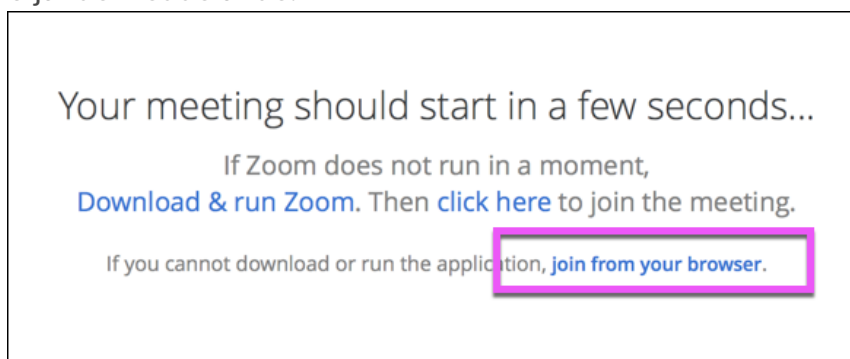 Your meeting should start in a few seconds...
If Zoom does not run in a moment,
Download & run Zoom. Then click here to join the meeting.
If you cannot download or run the application, join from your browser.